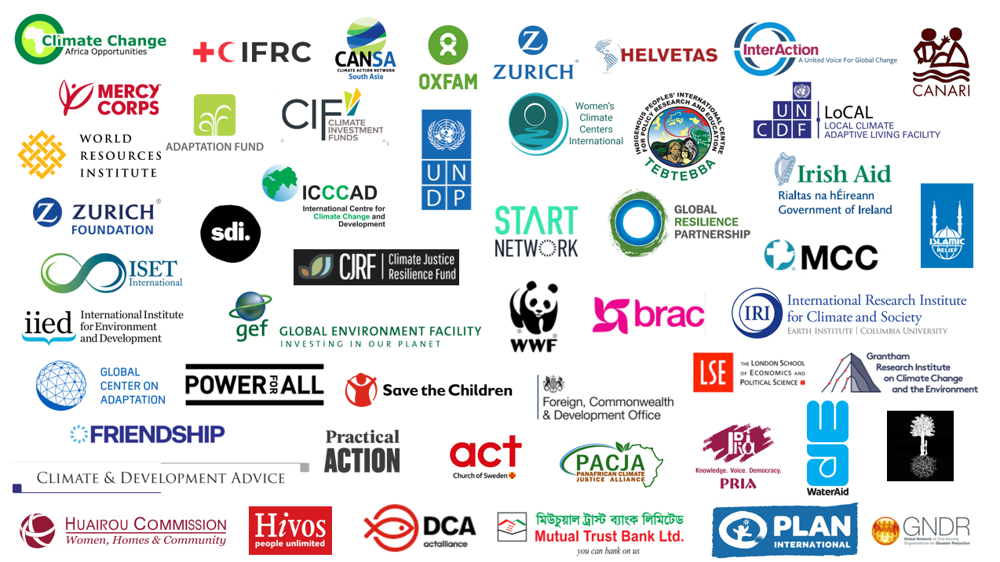 Climate Change
Africa Opportunities
IFRC
CANSA
CLIMATE ACTION NETWORK
South Asia
OXFAM
Z
ZURICH®
HELVETAS
InterAction
A United Voice For Global Change
CANARI
MERCY
CORPS
af
ADAPTATION FUND
CIF
CLIMATE
INVESTMENT
FUNDS
UN
DP
Women's
Climate
Centers
International
INDIGENOUS PEOPLES' INTERNATIONAL CENTRE
FOR POLICY RESEARCH AND EDUCATION
TEBTEBBA
UN
CDF
LoCAL
LOCAL CLIMATE
ADAPTIVE LIVING FACILITY
WORLD
RESOURCES
INSTITUTE
ICCCAD
International Centre for
Climate Change and
Development
Irish Aid
Rialtas na hÉireann
Government of Ireland
Z
ZURICH®
FOUNDATION
sdi.
START
NETWORK
GLOBAL
RESILIENCE
PARTNERSHIP
ISLAMIC
RELIEF
MCC
ISET
International
CJRF
Climate Justice
Resilience Fund
iied
International Institute
for Environment
and Development
gef
GLOBAL ENVIRONMENT FACILITY
INVESTING IN OUR PLANET
WWF
brac
IRI
International Research Institute
for Climate and Society
EARTH INSTITUTE | COLUMBIA UNIVERSITY
GLOBAL
CENTER ON
ADAPTATION
POWER FOR ALL
Save the Children
Foreign, Commonwealth
& Development Office
LSE
THE LONDON SCHOOL
OF ECONOMICS AND
POLITICAL SCIENCE
Grantham
Research Institute
on Climate Change
and the Environment
FRIENDSHIP
Practical
ACTION
act
Church of Sweden
PACJA
PANAFRICAN CLIMATE
JUSTICE ALLIANCE
Knowledge. Voice. Democracy.
PRIA
WaterAid
CLIMATE & DEVELOPMENT ADVICE
HUAIROU COMMISSION
Women, Homes & Community
Hivos
people unlimited
DCA
actalliance
মিউচুয়াল ট্রাস্ট ব্যাংক লিমিটেড
Mutual Trust Bank Ltd.
you can bank on us
PLAN
INTERNATIONAL
GNDR
Global Network of Civil Society
Organisations for Disaster Reduction